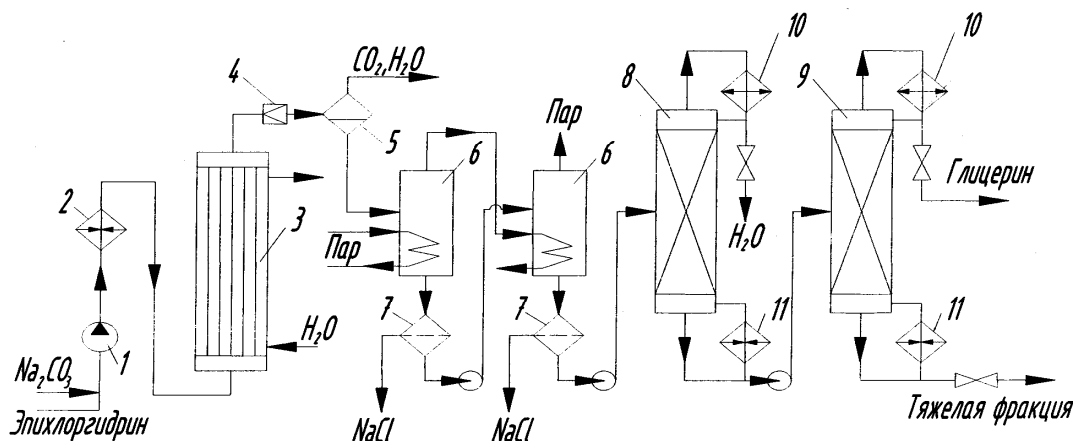 10
10
CO2,H2O
4
8
9
Пар
5
6
6
Глицерин
2
3
H2O
Пар
7
7
11
11
H2O
1
Na2CO3
Эпихлоргидрин
NaCl
NaCl
Тяжелая фракция